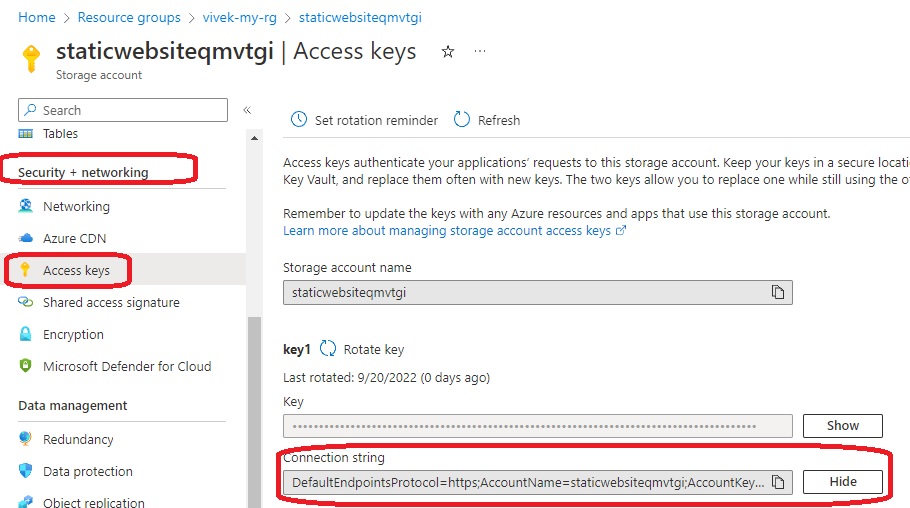 Home > Resource groups > vivek-my-rg > staticwebsiteqmvtgi
staticwebsiteqmvtgi | Access keys
Storage account
Search
Tables
Security + networking
Networking
Azure CDN
Access keys
Shared access signature
Encryption
Microsoft Defender for Cloud
Data management
Redundancy
Data protection
Object replication
Set rotation reminder
Refresh
Access keys authenticate your applications' requests to this storage account. Keep your keys in a secure locati
Key Vault, and replace them often with new keys. The two keys allow you to replace one while still using the o
Remember to update the keys with any Azure resources and apps that use this storage account.
Learn more about managing storage account access keys
Storage account name
staticwebsiteqmvtgi
key1 Rotate key
Last rotated: 9/20/2022 (0 days ago)
Key
Show
Connection string
DefaultEndpointsProtocol=https;AccountName=staticwebsiteqmvtgi;AccountKey...
Hide